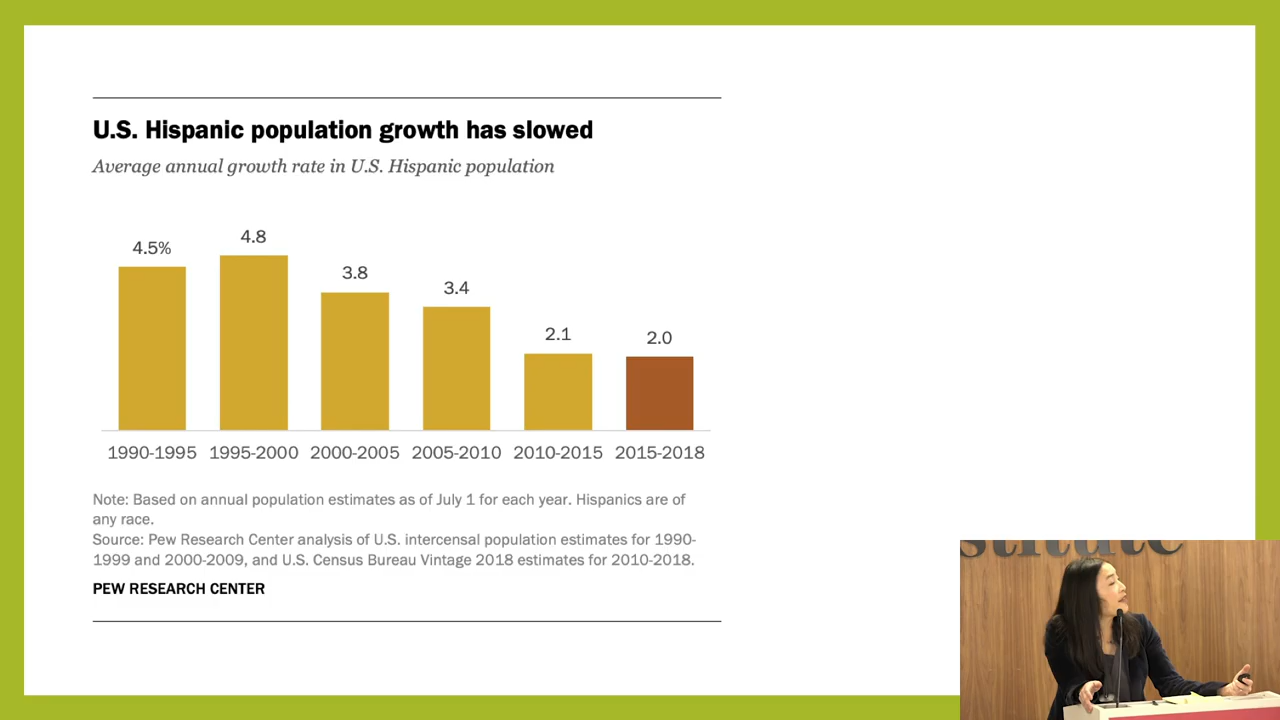 U.S. Hispanic population growth has slowed
Average annual growth rate in U.S. Hispanic population
4.5% 4.8 3.8 3.4 2.1 2.0
1990-1995 1995-2000 2000-2005 2005-2010 2010-2015 2015-2018
Note: Based on annual population estimates as of July 1 for each year. Hispanics are of
any race.
Source: Pew Research Center analysis of U.S. intercensal population estimates for 1990-
1999 and 2000-2009, and U.S. Census Bureau Vintage 2018 estimates for 2010-2018.
PEW RESEARCH CENTER